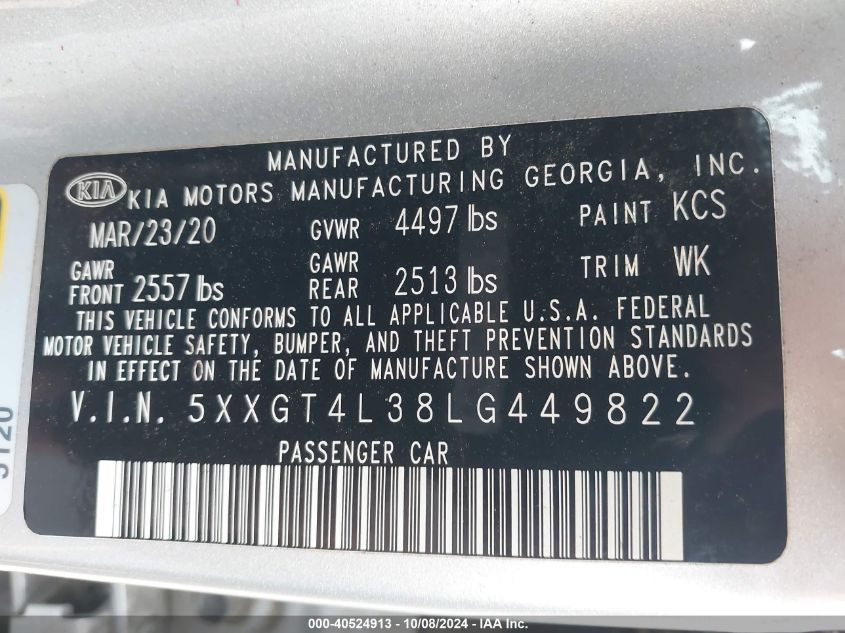 MANUFACTURED BY
KIA KIA MOTORS MANUFACTURING GEORGIA, INC.
MAR/23/20 GVWR 4497 lbs PAINT KCS
GAWR FRONT 2557 lbs GAWR REAR 2513 lbs TRIM WK
THIS VEHICLE CONFORMS TO ALL APPLICABLE U.S.A. FEDERAL
MOTOR VEHICLE SAFETY, BUMPER, AND THEFT PREVENTION STANDARDS
IN EFFECT ON THE DATE OF MANUFACTURE SHOWN ABOVE.
V.I.N. 5XXGT4L38LG449822
PASSENGER CAR
000-40524913 - 10/08/2024 - IAA Inc.